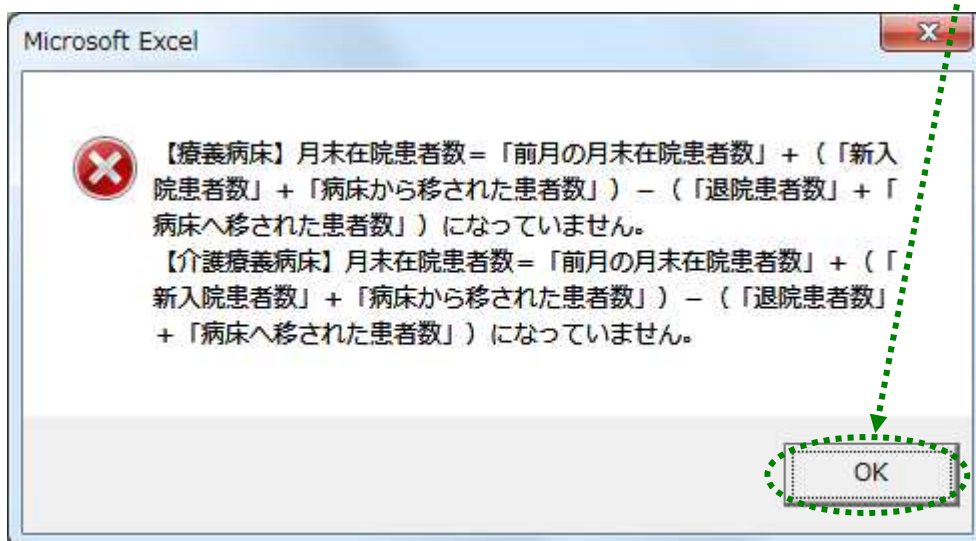 Microsoft Excel
【療養病床】月末在院患者数＝「前月の月末在院患者数」＋（「新入
院患者数」＋「病床から移された患者数」）－（「退院患者数」＋「
病床へ移された患者数」）になっていません。
【介護療養病床】月末在院患者数＝「前月の月末在院患者数」＋（「
新入院患者数」＋「病床から移された患者数」）－（「退院患者数」
＋「病床へ移された患者数」）になっていません。
OK